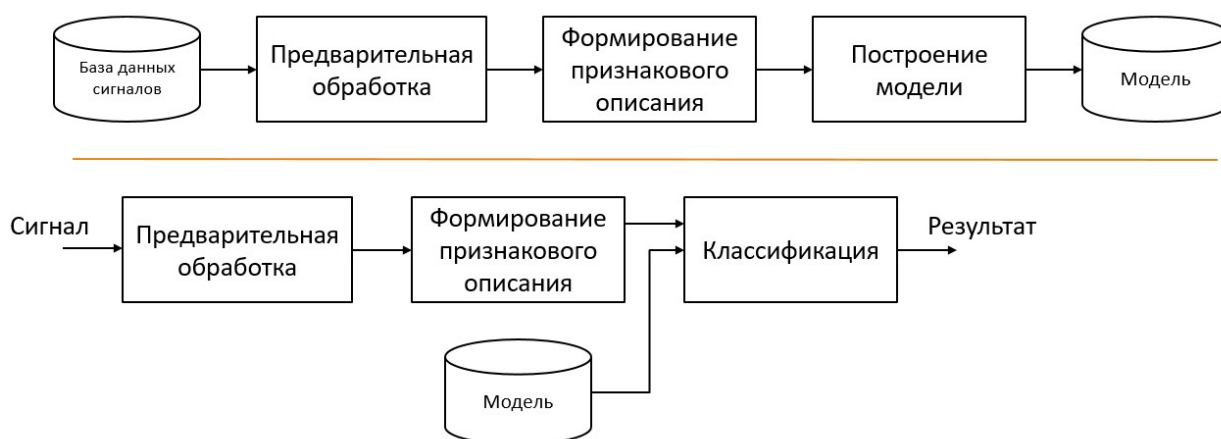 База данных
сигналов
Предварительная
обработка
Формирование
признакового
описания
Построение
модели
Модель
Сигнал
Предварительная
обработка
Формирование
признакового
описания
Классификация
Результат
Модель